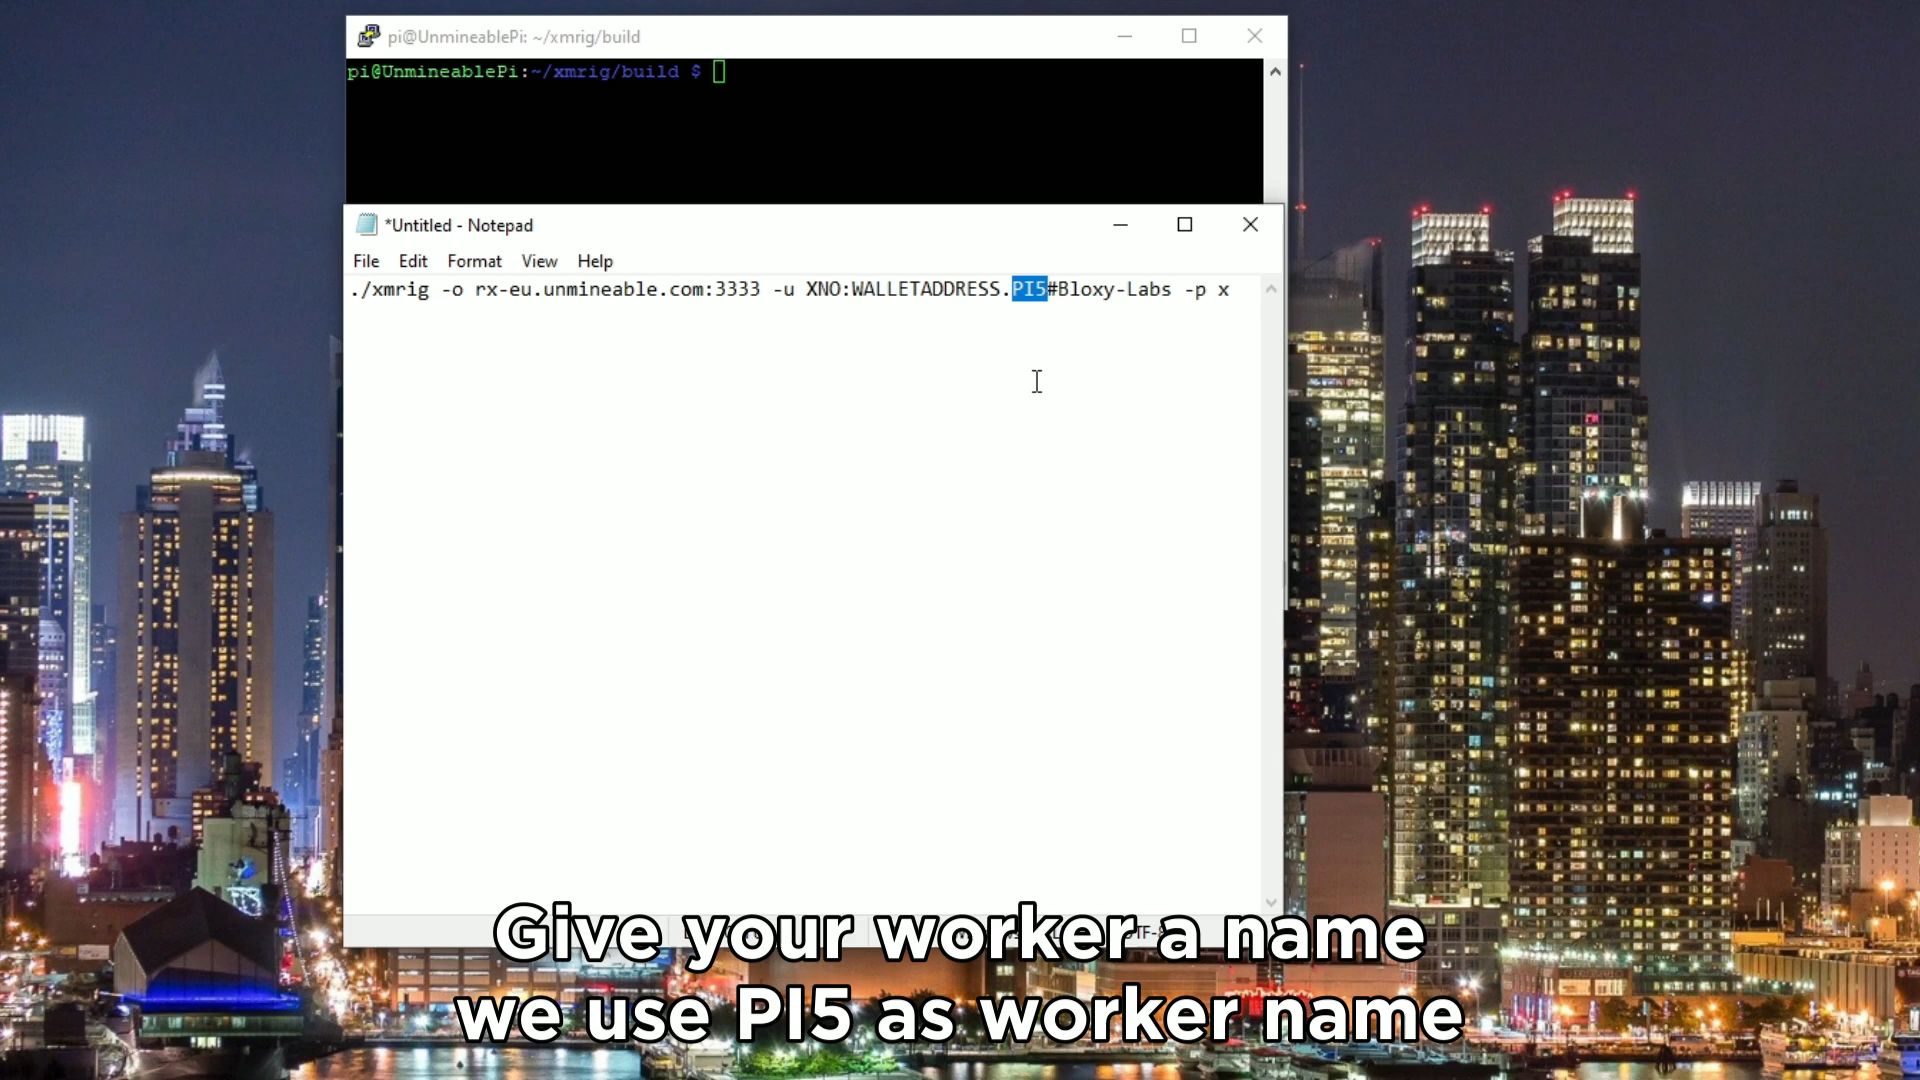 pi@UnmineablePi: ~/xmrig/build
pi@UnmineablePi:~/xmrig/build $
*Untitled - Notepad
File Edit Format View Help
./xmrig -o rx-eu.unmineable.com:3333 -u XNO:WALLETADDRESS.PI5#Bloxy-Labs -p x
Give your worker a name
we use PI5 as worker name